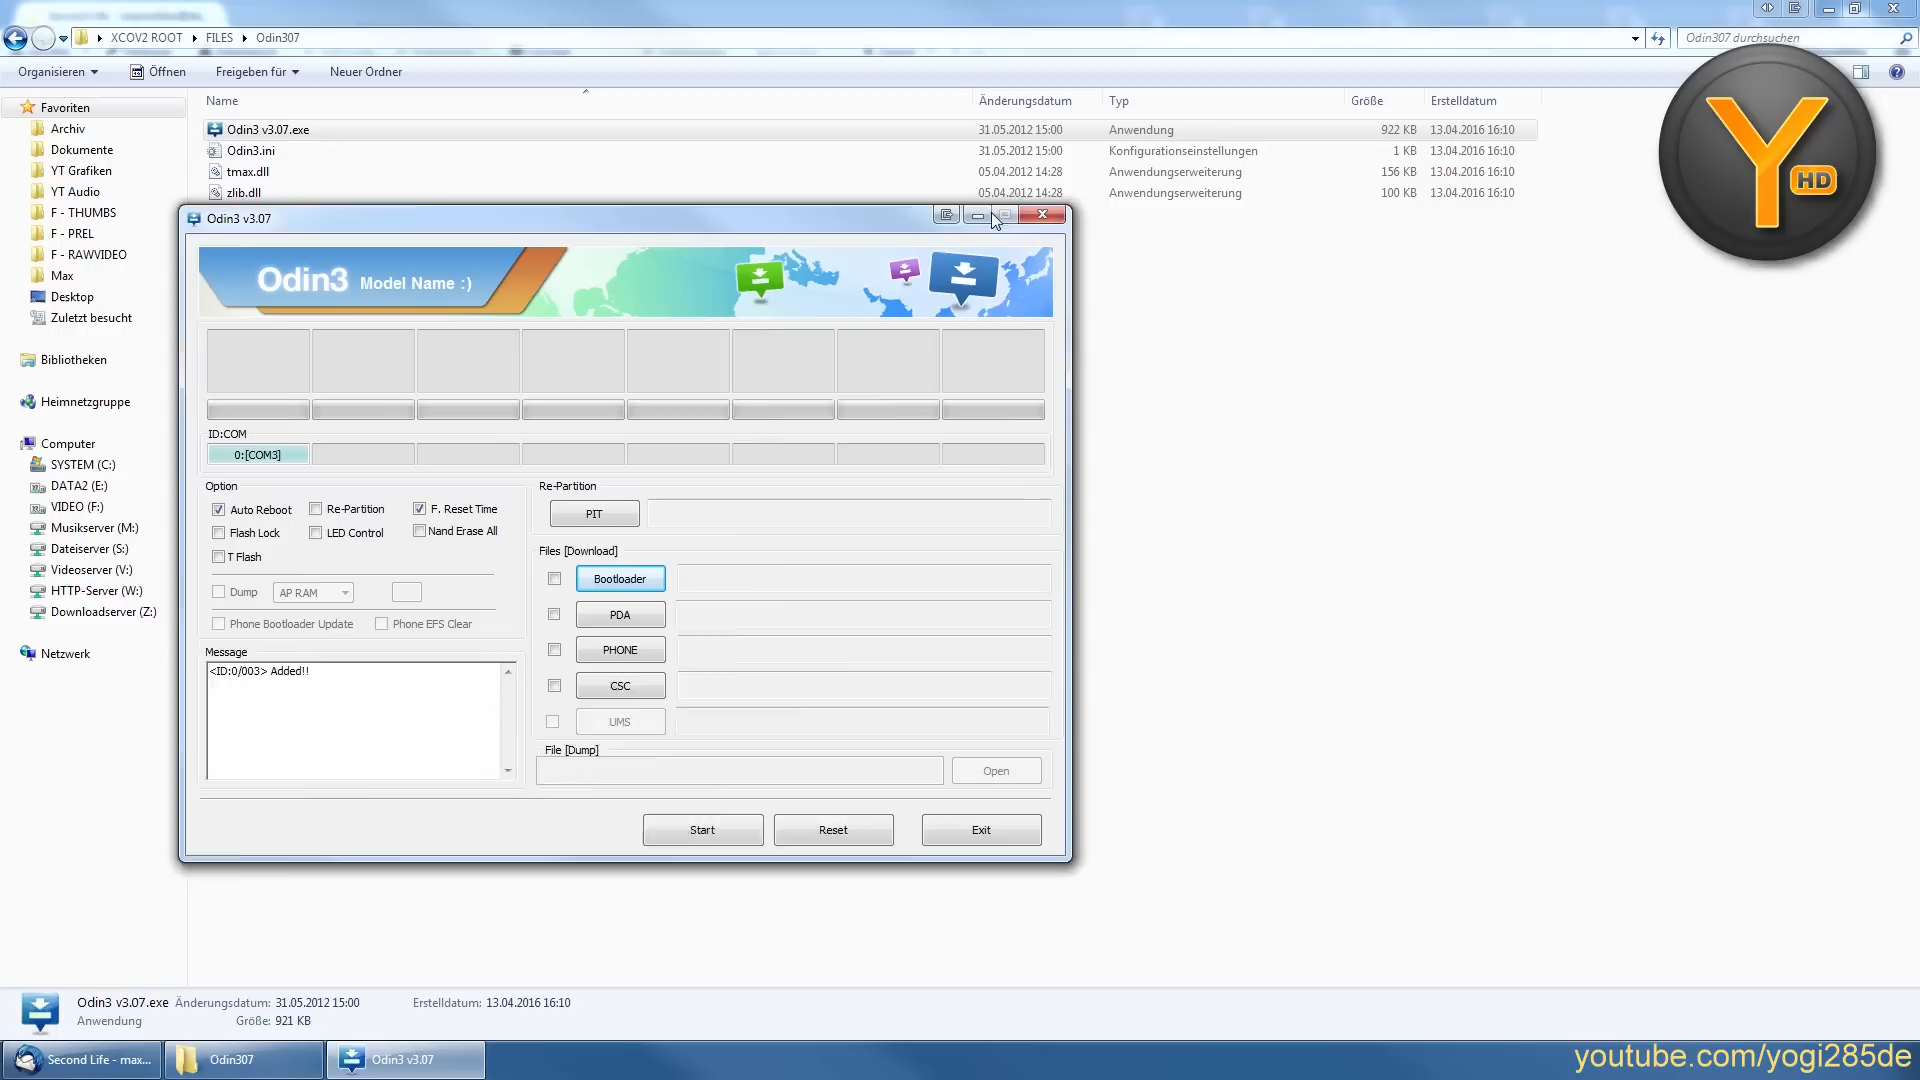 XCOV2 ROOT FILES Odin307
Odin307 durchsuchen
Organisieren Öffnen Freigeben für Neuer Ordner
Name Änderungsdatum Typ Größe Erstelldatum
Odin3 v3.07.exe 31.05.2012 15:00 Anwendung 922 KB 13.04.2016 16:10
Odin3.ini 31.05.2012 15:00 Konfigurationseinstellungen 1 KB 13.04.2016 16:10
tmax.dll 05.04.2012 14:28 Anwendungserweiterung 156 KB 13.04.2016 16:10
zlib.dll 05.04.2012 14:28 Anwendungserweiterung 100 KB 13.04.2016 16:10
Y HD
Favoriten
Archiv
Dokumente
YT Grafiken
YT Audio
F - THUMBS
F - PREL
F - RAWVIDEO
Max
Desktop
Zuletzt besucht
Bibliotheken
Heimnetzgruppe
Computer
SYSTEM (C:)
DATA2 (E:)
VIDEO (F:)
Musikserver (M:)
Dateiserver (S:)
Videoserver (V:)
HTTP-Server (W:)
Downloadserver (Z:)
Netzwerk
Odin3 v3.07
Odin3 Model Name :)
ID:COM
0:[COM3]
Option
Auto Reboot Re-Partition F. Reset Time
Flash Lock LED Control Nand Erase All
T Flash
Dump AP RAM
Phone Bootloader Update Phone EFS Clear
Message
<ID:0/003> Added!!
Re-Partition
PIT
Files [Download]
Bootloader
PDA
PHONE
CSC
UMS
File [Dump]
Open
Start Reset Exit
Odin3 v3.07.exe Änderungsdatum: 31.05.2012 15:00 Erstelldatum: 13.04.2016 16:10
Anwendung Größe: 921 KB
Second Life - max... Odin307 Odin3 v3.07
youtube.com/yogi285de